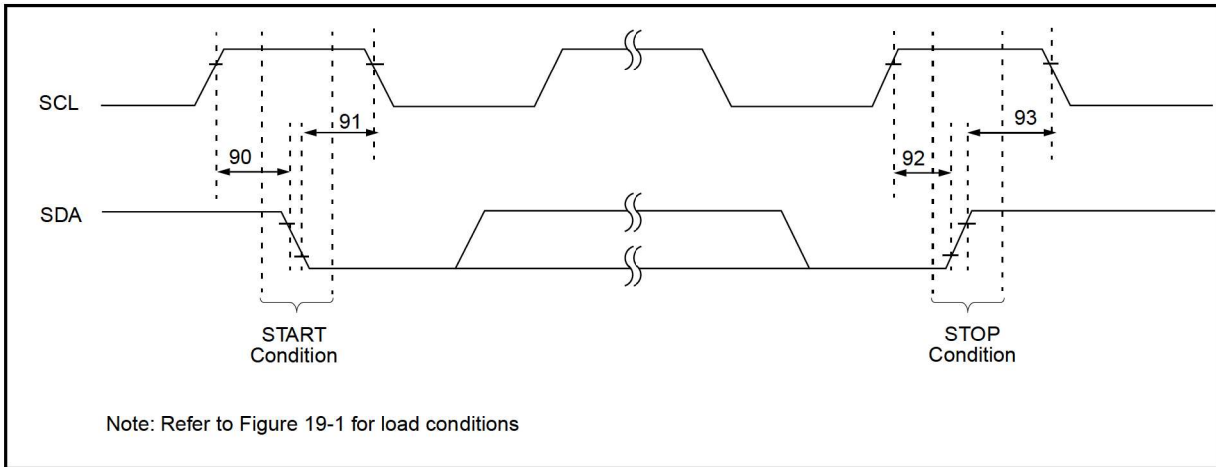 SCL
91
93
90
92
SDA
START
Condition
STOP
Condition
Note: Refer to Figure 19-1 for load conditions